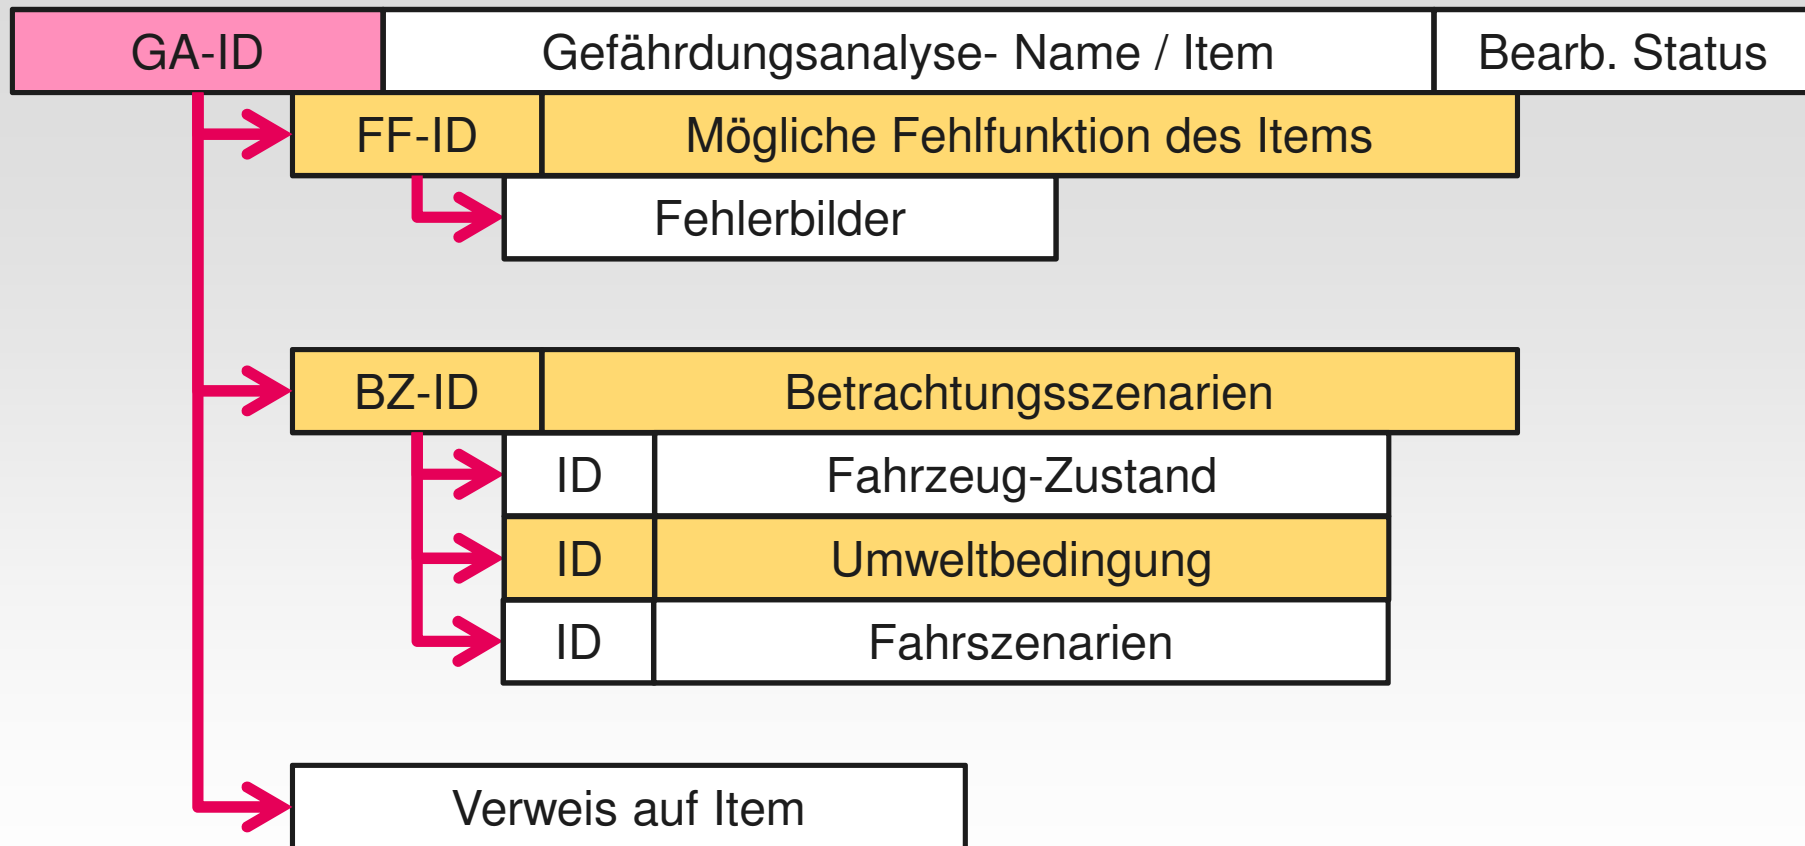 GA-ID Gefährdungsanalyse- Name / Item Bearb. Status
FF-ID Mögliche Fehlfunktion des Items
Fehlerbilder
BZ-ID Betrachtungsszenarien
ID Fahrzeug-Zustand
ID Umweltbedingung
ID Fahrszenarien
Verweis auf Item